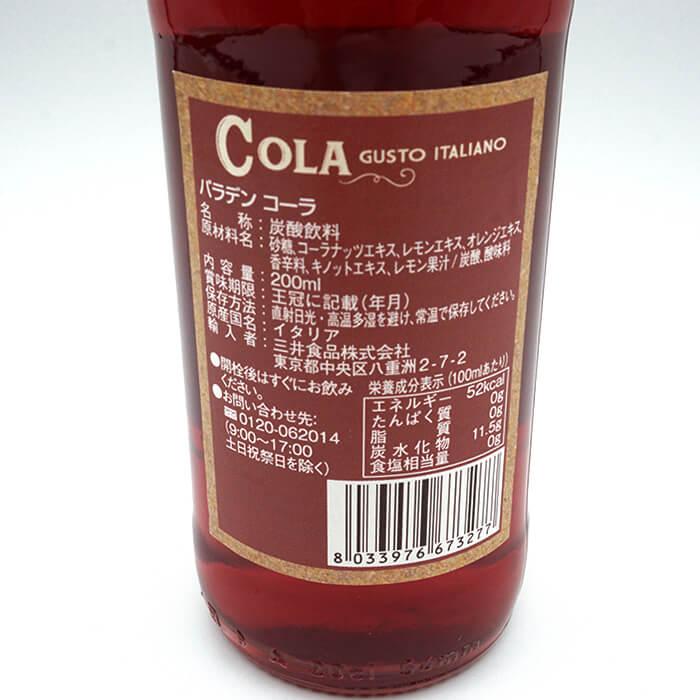 COLA GUSTO ITALIANO
パラデン コーラ
名 称：炭酸飲料
原材料名：砂糖、コーラナッツエキス、レモンエキス、オレンジエキス、
香辛料、キノットエキス、レモン果汁/炭酸、酸味料
内容量：200ml
賞味期限：王冠に記載(年月)
保存方法：直射日光・高温多湿を避け、常温で保存してください。
原産国名：イタリア
輸入者：三井食品株式会社
東京都中央区八重洲2-7-2
●開栓後はすぐにお飲み
ください。
●お問い合わせ先:
0120-062014
(9:00~17:00
土日祝祭日を除く)
栄養成分表示(100mlあたり)
エネルギー 52kcal
たんぱく質 0g
脂質 0g
炭水化物 11.5g
食塩相当量 0g
8 033976 673277